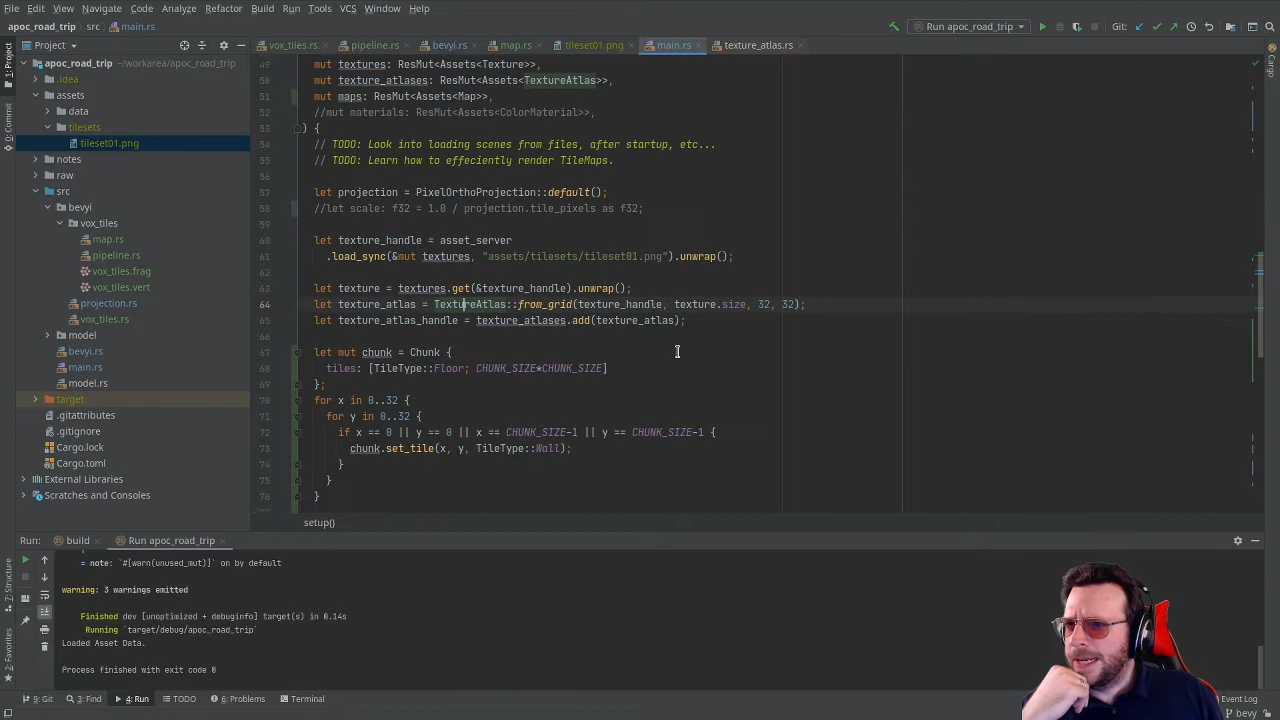 File Edit View Navigate Code Analyze Refactor Build Run Tools VCS Window Help
apoc_road_trip › src › main.rs
Run apoc_road_trip
Git:
1: Project
0: Commit
7: Structure
2: Favorites
Cargo
Project
apoc_road_trip ~/workarea/apoc_road_trip
.idea
assets
data
tilesets
tileset01.png
notes
raw
src
bevyi
vox_tiles
map.rs
pipeline.rs
vox_tiles.frag
vox_tiles.vert
projection.rs
vox_tiles.rs
model
bevyi.rs
main.rs
model.rs
target
.gitattributes
.gitignore
Cargo.lock
Cargo.toml
External Libraries
Scratches and Consoles
vox_tiles.rs pipeline.rs bevyi.rs map.rs tileset01.png main.rs texture_atlas.rs
49 mut textures: ResMut<Assets<Texture>>,
50 mut texture_atlases: ResMut<Assets<TextureAtlas>>,
51 mut maps: ResMut<Assets<Map>>,
52 //mut materials: ResMut<Assets<ColorMaterial>>,
53 ) {
54 // TODO: Look into loading scenes from files, after startup, etc...
55 // TODO: Learn how to effeciently render TileMaps.
56
57 let projection = PixelOrthoProjection::default();
58 //let scale: f32 = 1.0 / projection.tile_pixels as f32;
59
60 let texture_handle = asset_server
61 .load_sync(&mut textures, "assets/tilesets/tileset01.png").unwrap();
62
63 let texture = textures.get(&texture_handle).unwrap();
64 let texture_atlas = TextureAtlas::from_grid(texture_handle, texture.size, 32, 32);
65 let texture_atlas_handle = texture_atlases.add(texture_atlas);
66
67 let mut chunk = Chunk {
68 tiles: [TileType::Floor; CHUNK_SIZE*CHUNK_SIZE]
69 };
70 for x in 0..32 {
71 for y in 0..32 {
72 if x == 0 || y == 0 || x == CHUNK_SIZE-1 || y == CHUNK_SIZE-1 {
73 chunk.set_tile(x, y, TileType::Wall);
74 }
75 }
76 }
setup()
Run: build Run apoc_road_trip
= note: `#[warn(unused_mut)]` on by default
warning: 3 warnings emitted
Finished dev [unoptimized + debuginfo] target(s) in 0.14s
Running `target/debug/apoc_road_trip`
Loaded Asset Data.
Process finished with exit code 0
9: Git 3: Find 4: Run TODO 6: Problems Terminal
Event Log
bevy